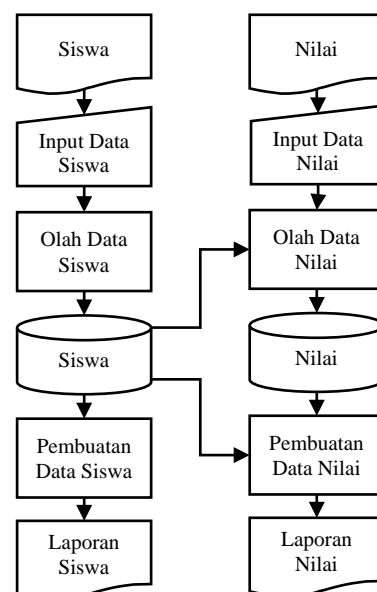 Siswa
Input Data
Siswa
Olah Data
Siswa
Siswa
Pembuatan
Data Siswa
Laporan
Siswa
Nilai
Input Data
Nilai
Olah Data
Nilai
Nilai
Pembuatan
Data Nilai
Laporan
Nilai